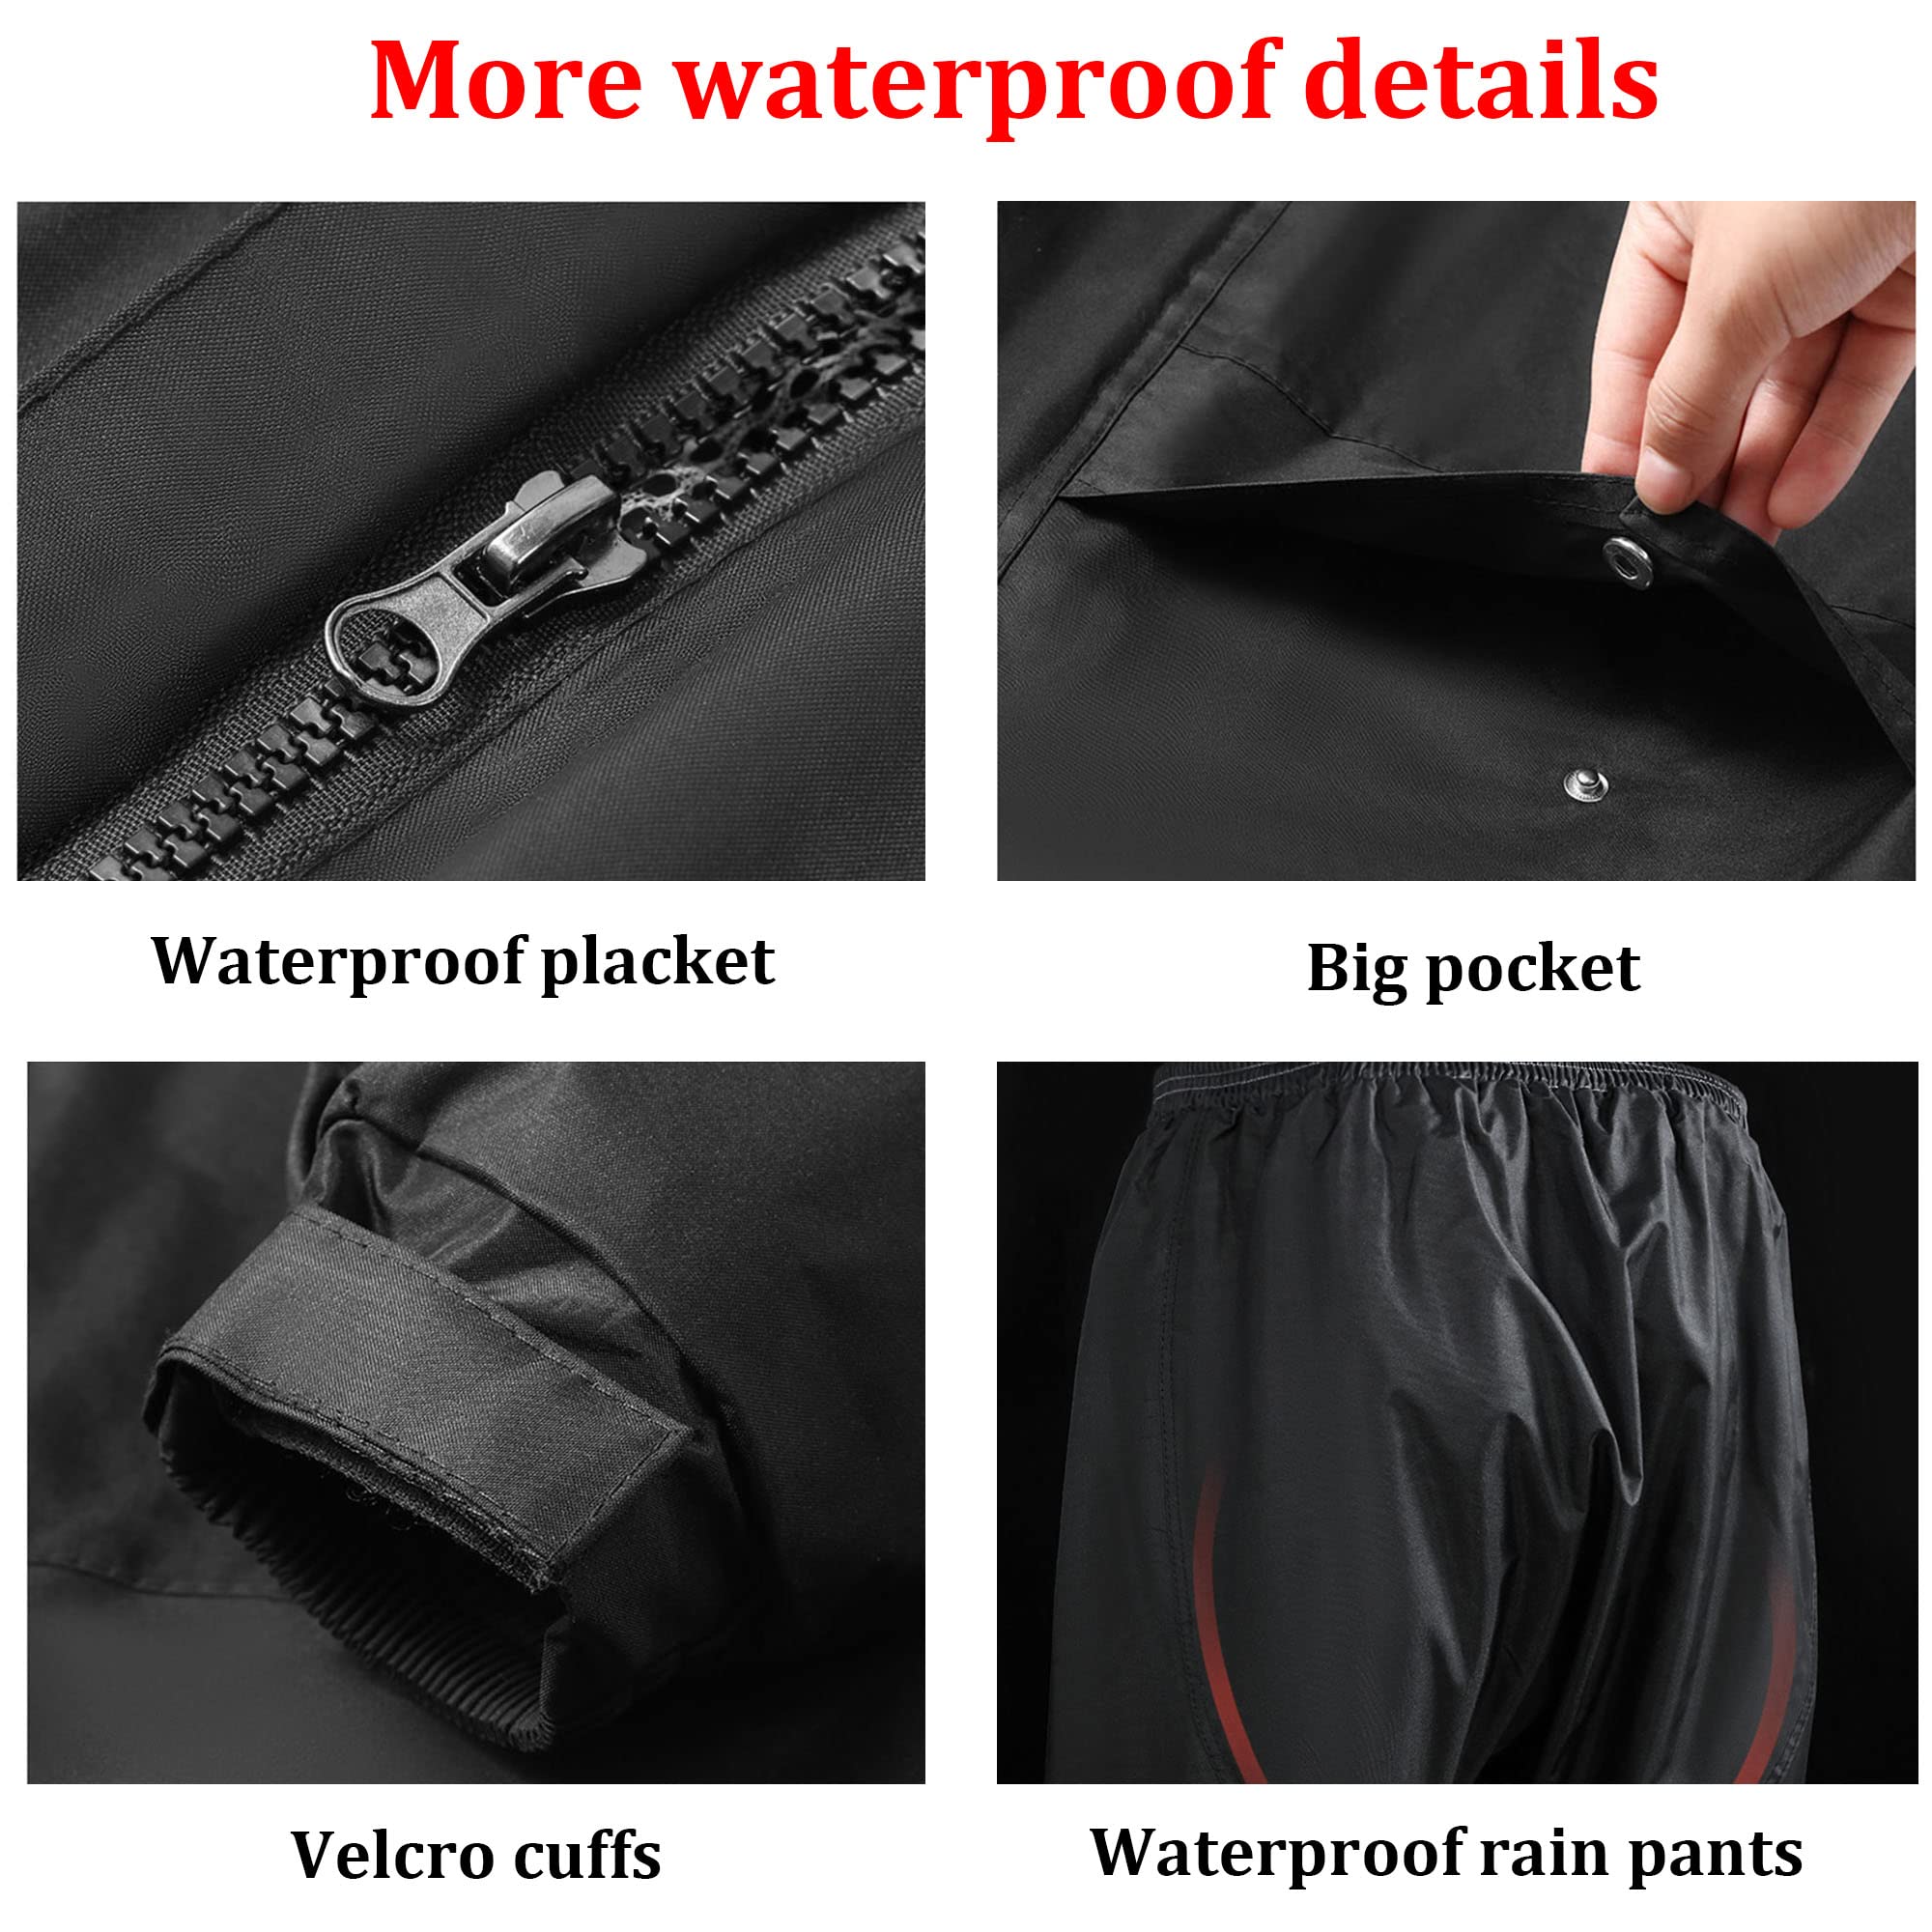 More waterproof details
Waterproof placket
Big pocket
Velcro cuffs
Waterproof rain pants